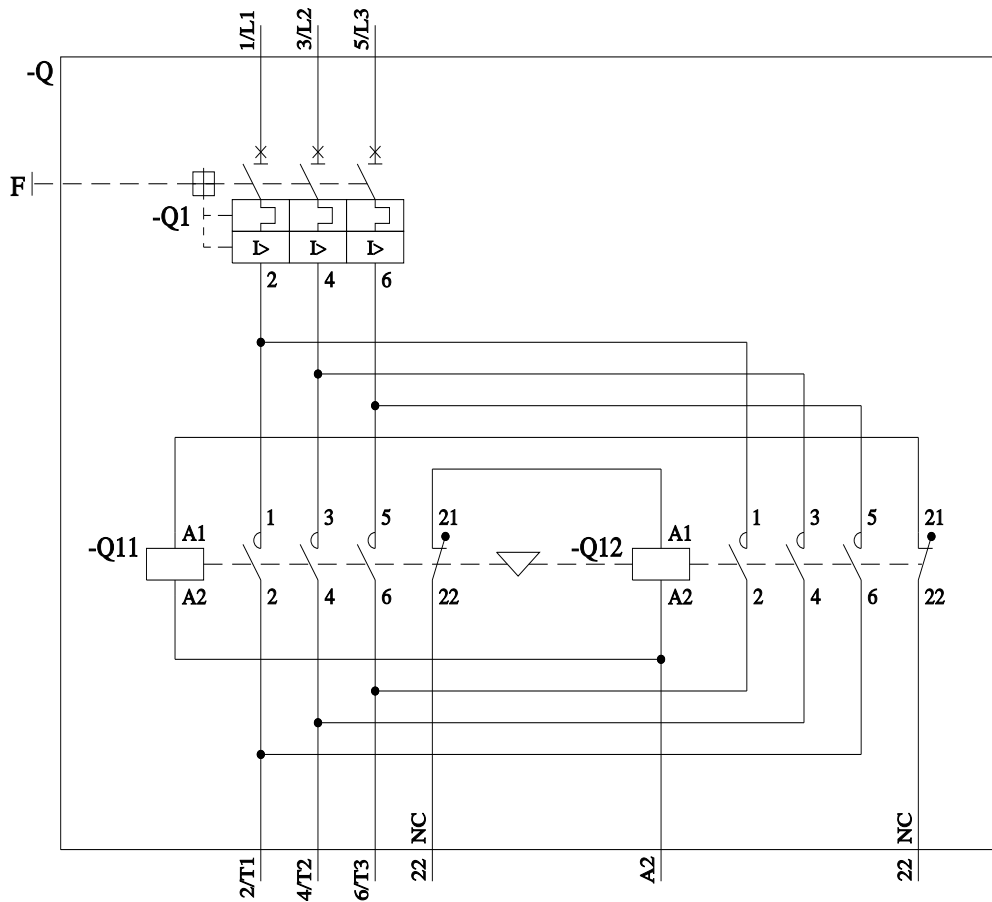 1/L1 3/L2 5/L3
-Q
F
-Q1
I> I> I>
2 4 6
1 3 5 21 1 3 5 21
-Q11 A1 -Q12 A1
A2 2 4 6 22 A2 2 4 6 22
NC NC
2/T1 4/T2 6/T3 22 A2 22